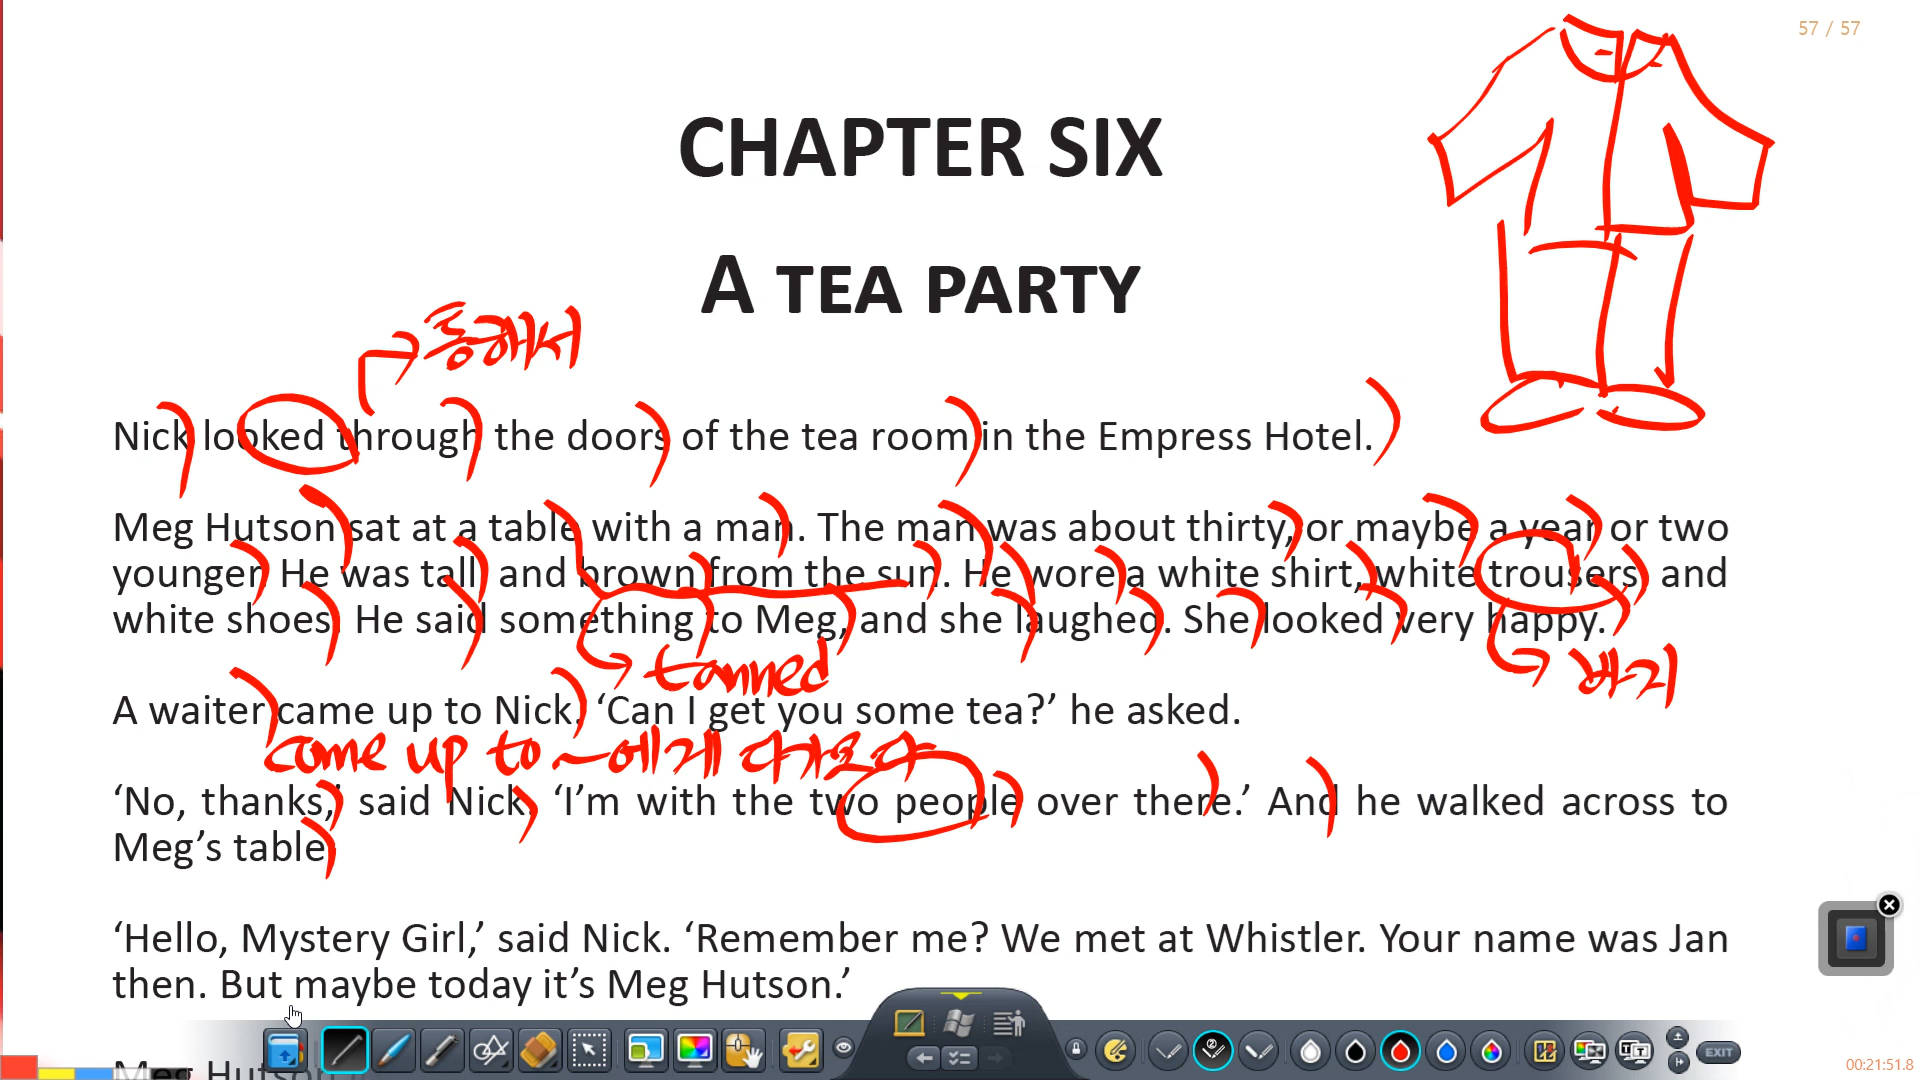 57 / 57
CHAPTER SIX
A TEA PARTY
통해서
Nick looked through the doors of the tea room in the Empress Hotel.
Meg Hutson sat at a table with a man. The man was about thirty, or maybe a year or two
younger. He was tall, and brown from the sun. He wore a white shirt, white trousers, and
white shoes. He said something to Meg, and she laughed. She looked very happy.
tanned
바지
A waiter came up to Nick. ‘Can I get you some tea?’ he asked.
come up to ~에게 다가오다
‘No, thanks,’ said Nick. ‘I’m with the two people over there.’ And he walked across to
Meg’s table.
‘Hello, Mystery Girl,’ said Nick. ‘Remember me? We met at Whistler. Your name was Jan
then. But maybe today it’s Meg Hutson.’
Meg Hutson
EXIT
00:21:51.8